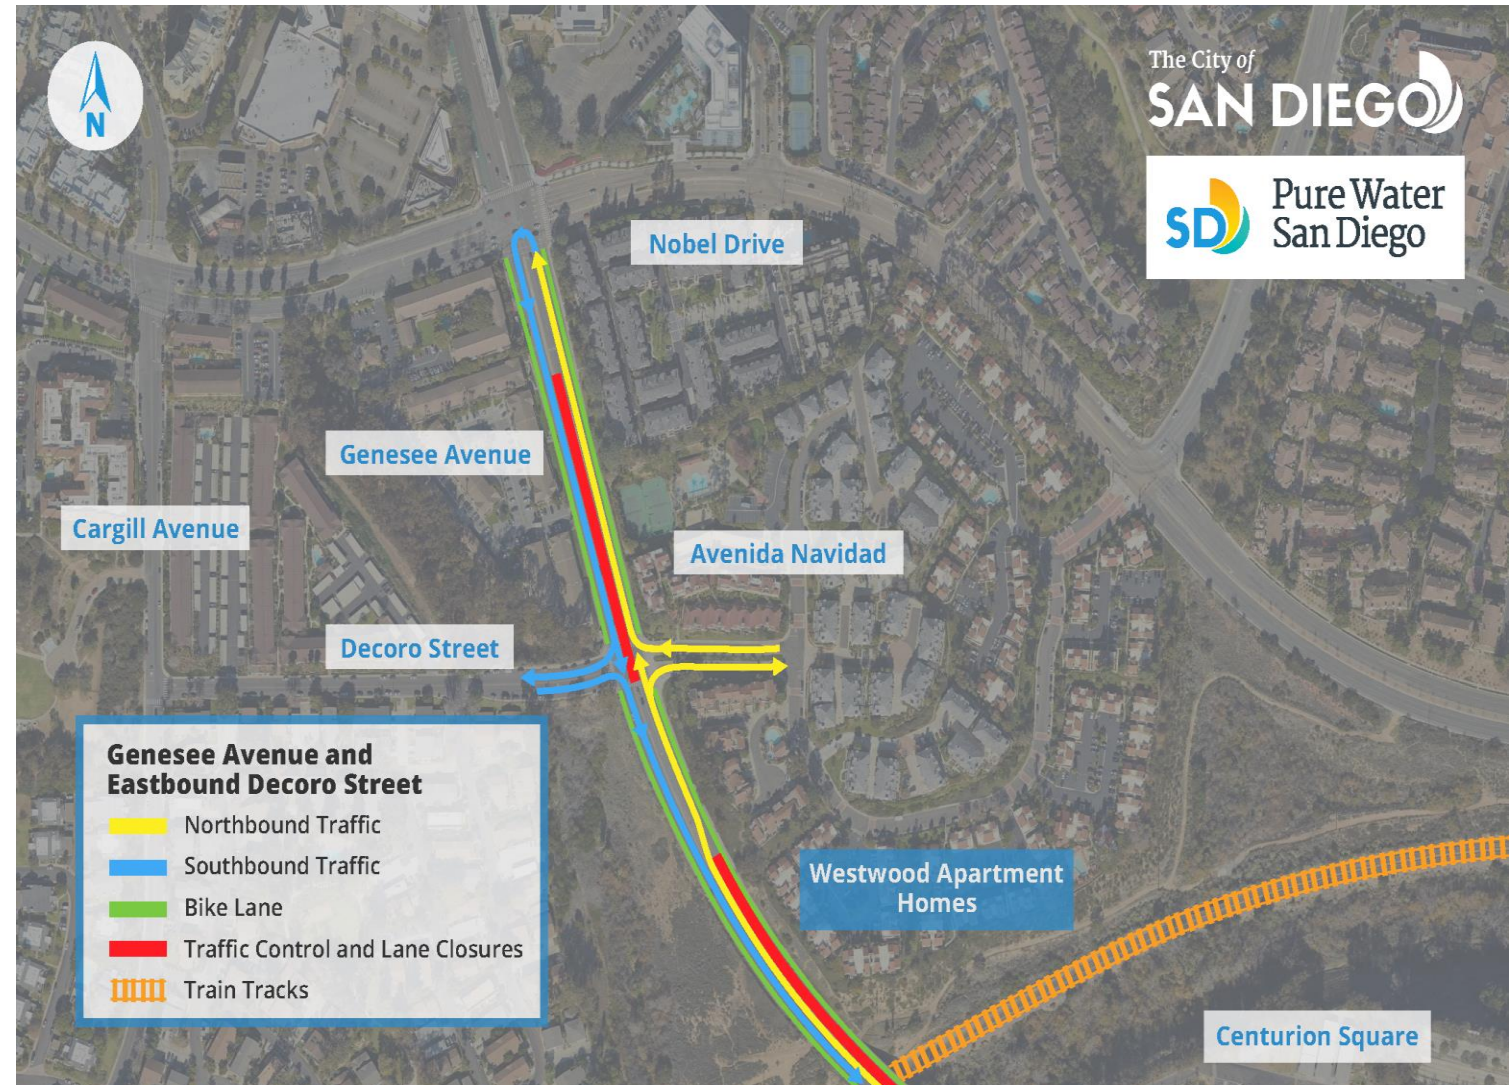 N
The City of
SAN DIEGO
SD
Pure Water
San Diego
Nobel Drive
Genesee Avenue
Cargill Avenue
Avenida Navidad
Decoro Street
Genesee Avenue and
Eastbound Decoro Street
Northbound Traffic
Southbound Traffic
Bike Lane
Traffic Control and Lane Closures
Train Tracks
Westwood Apartment
Homes
Centurion Square